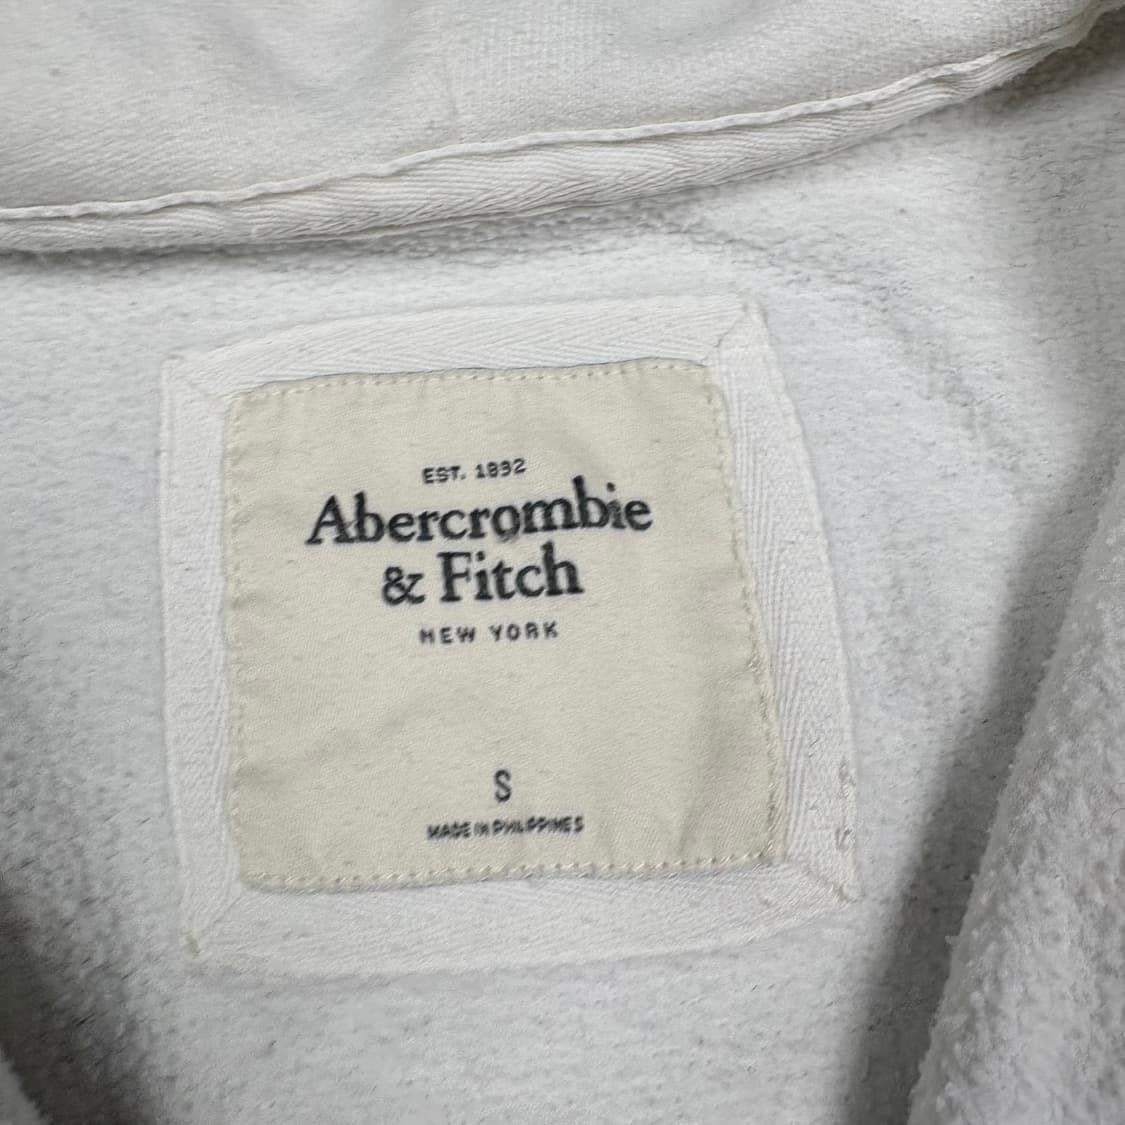 EST. 1892
Abercrombie
& Fitch
NEW YORK
S
MADE IN PHILIPPINES